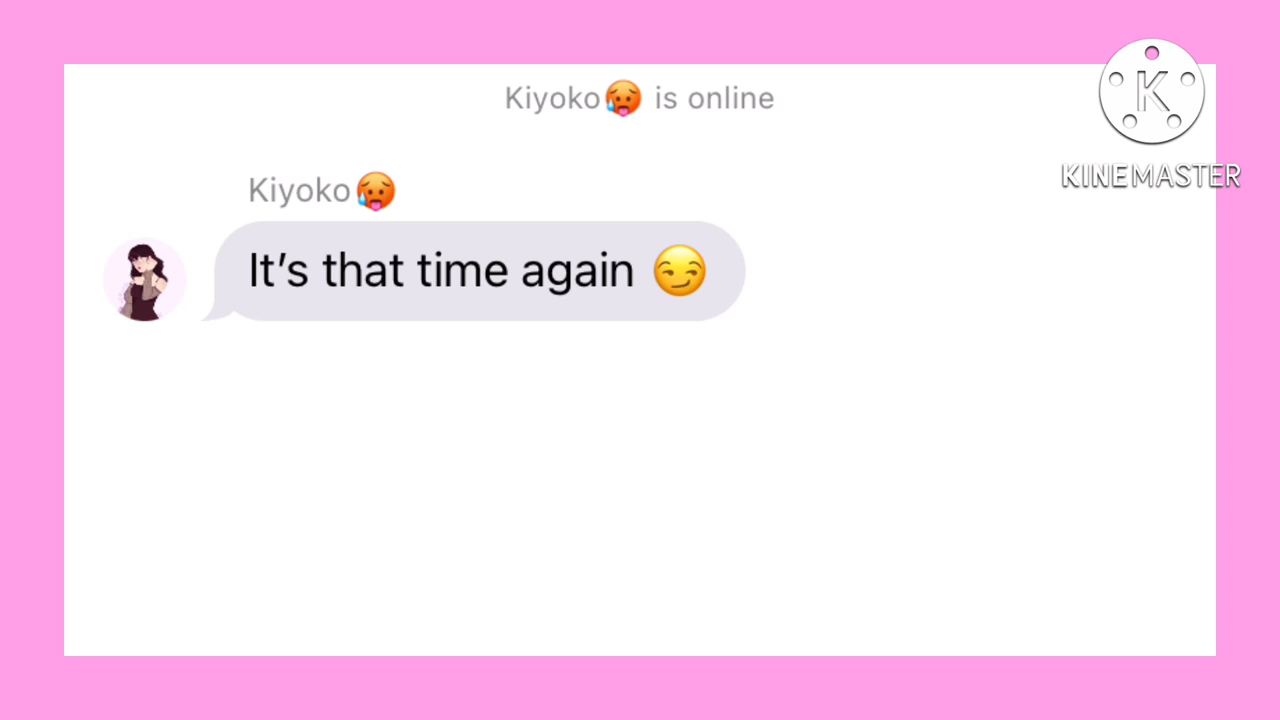 Kiyoko🥵 is online
K
KINEMASTER
Kiyoko🥵
It’s that time again 😏